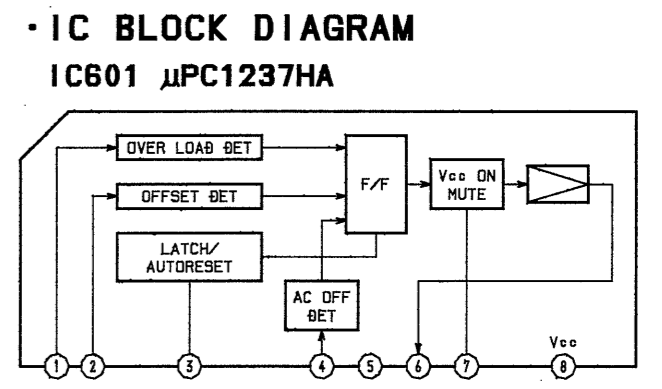 ・IC BLOCK DIAGRAM
IC601 μPC1237HA
OVER LOAD DET
OFFSET DET
LATCH/
AUTORESET
F/F
AC OFF
DET
Vcc ON
MUTE
Vcc
1 2 3 4 5 6 7 8